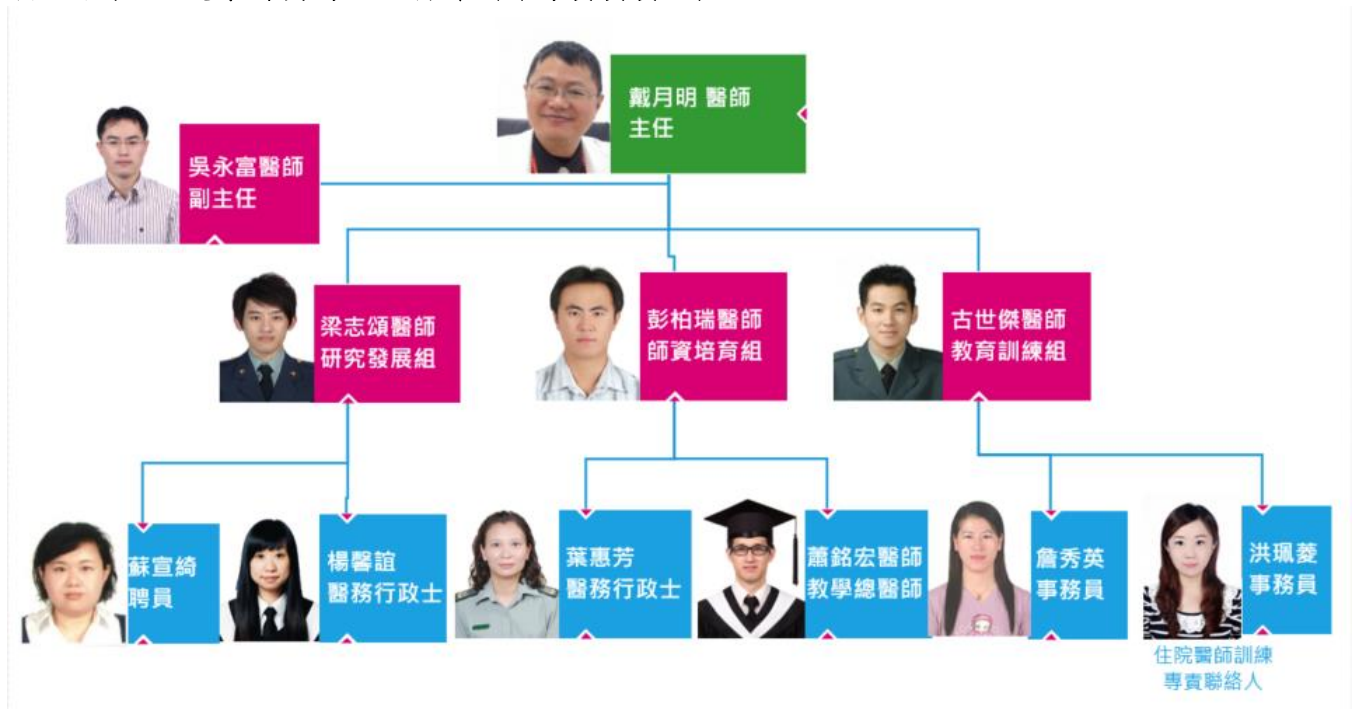 戴月明 醫師
主任
吳永富醫師
副主任
梁志頌醫師
研究發展組
彭柏瑞醫師
師資培育組
古世傑醫師
教育訓練組
蘇宣綺
聘員
楊馨誼
醫務行政士
葉惠芳
醫務行政士
蕭銘宏醫師
教學總醫師
詹秀英
事務員
洪珮菱
事務員
住院醫師訓練
專責聯絡人